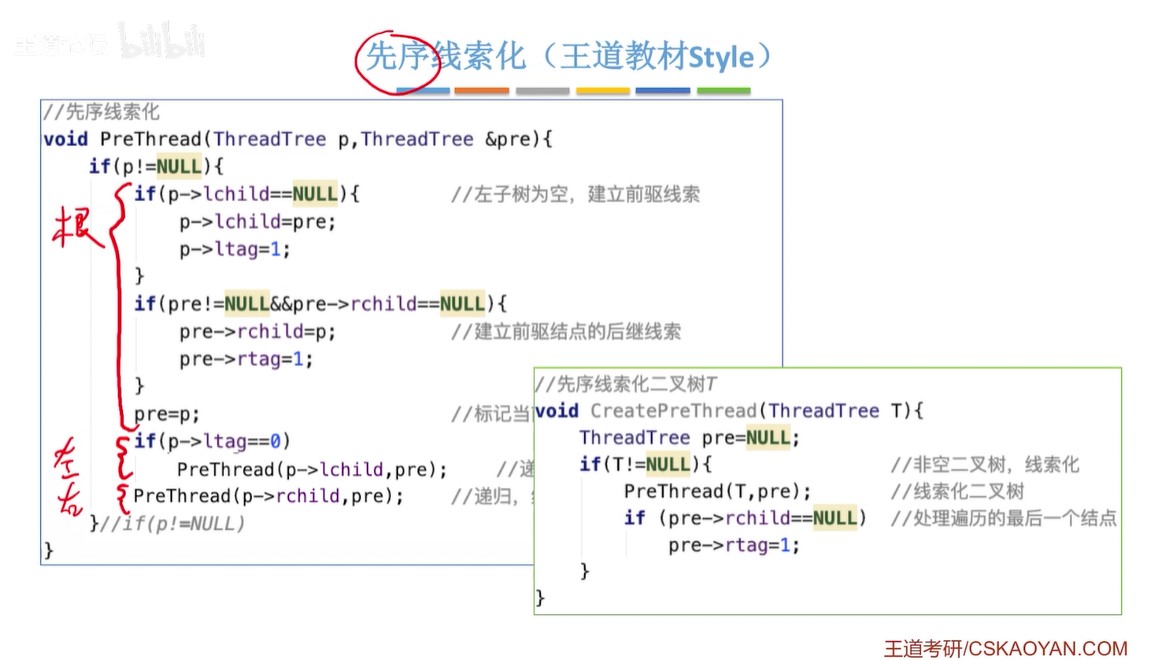 bilibili
先序线索化（王道教材Style）
//先序线索化
void PreThread(ThreadTree p,ThreadTree &pre){
if(p!=NULL){
if(p->lchild==NULL){ //左子树为空，建立前驱线索
根
p->lchild=pre;
p->ltag=1;
}
if(pre!=NULL&&pre->rchild==NULL){
pre->rchild=p; //建立前驱结点的后继线索
pre->rtag=1;
}
pre=p; //标记当
左
if(p->ltag==0)
PreThread(p->lchild,pre); //递
右
PreThread(p->rchild,pre); //递归，
}//if(p!=NULL)
}
//先序线索化二叉树T
void CreatePreThread(ThreadTree T){
ThreadTree pre=NULL;
if(T!=NULL){ //非空二叉树，线索化
PreThread(T,pre); //线索化二叉树
if (pre->rchild==NULL) //处理遍历的最后一个结点
pre->rtag=1;
}
}
王道考研/CSKAOYAN.COM